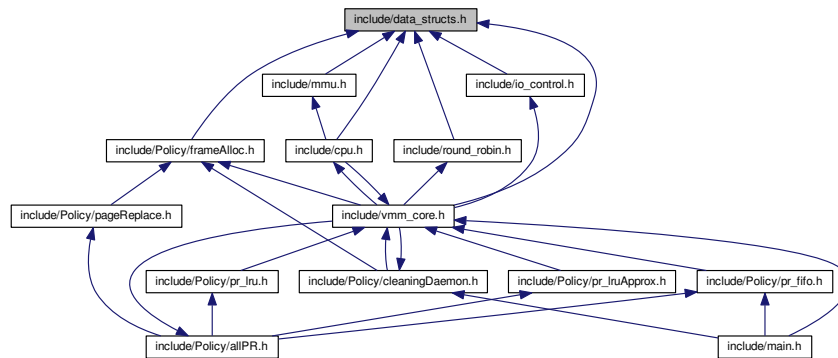 include/data_structs.h
include/mmu.h
include/io_control.h
include/Policy/frameAlloc.h
include/cpu.h
include/round_robin.h
include/Policy/pageReplace.h
include/vmm_core.h
include/Policy/pr_lru.h
include/Policy/cleaningDaemon.h
include/Policy/pr_lruApprox.h
include/Policy/pr_fifo.h
include/Policy/allPR.h
include/main.h